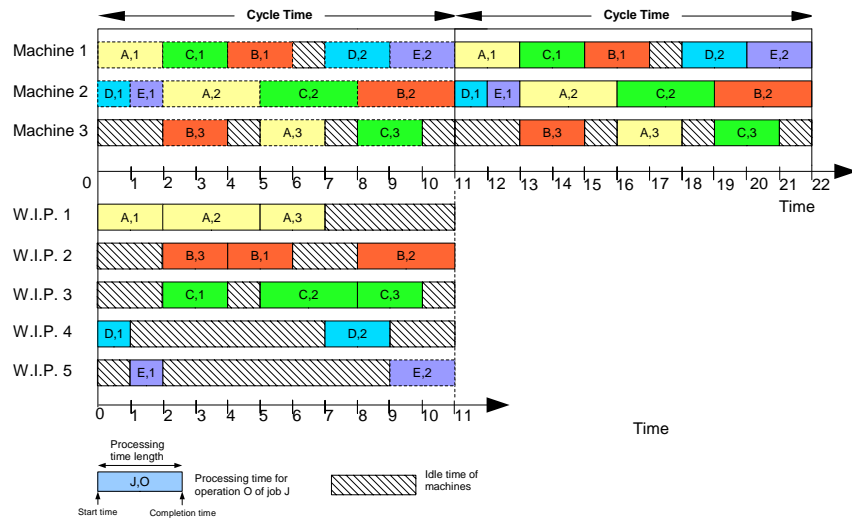 Cycle Time Cycle Time
Machine 1 A,1 C,1 B,1 D,2 E,2 A,1 C,1 B,1 D,2 E,2
Machine 2 D,1 E,1 A,2 C,2 B,2 D,1 E,1 A,2 C,2 B,2
Machine 3 B,3 A,3 C,3 B,3 A,3 C,3
0 1 2 3 4 5 6 7 8 9 10 11 12 13 14 15 16 17 18 19 20 21 22
Time
W.I.P. 1 A,1 A,2 A,3
W.I.P. 2 B,3 B,1 B,2
W.I.P. 3 C,1 C,2 C,3
W.I.P. 4 D,1 D,2
W.I.P. 5 E,1 E,2
0 1 2 3 4 5 6 7 8 9 10 11
Time
Processing
time length
J,O
Start time Completion time
Processing time for
operation O of job J
Idle time of
machines